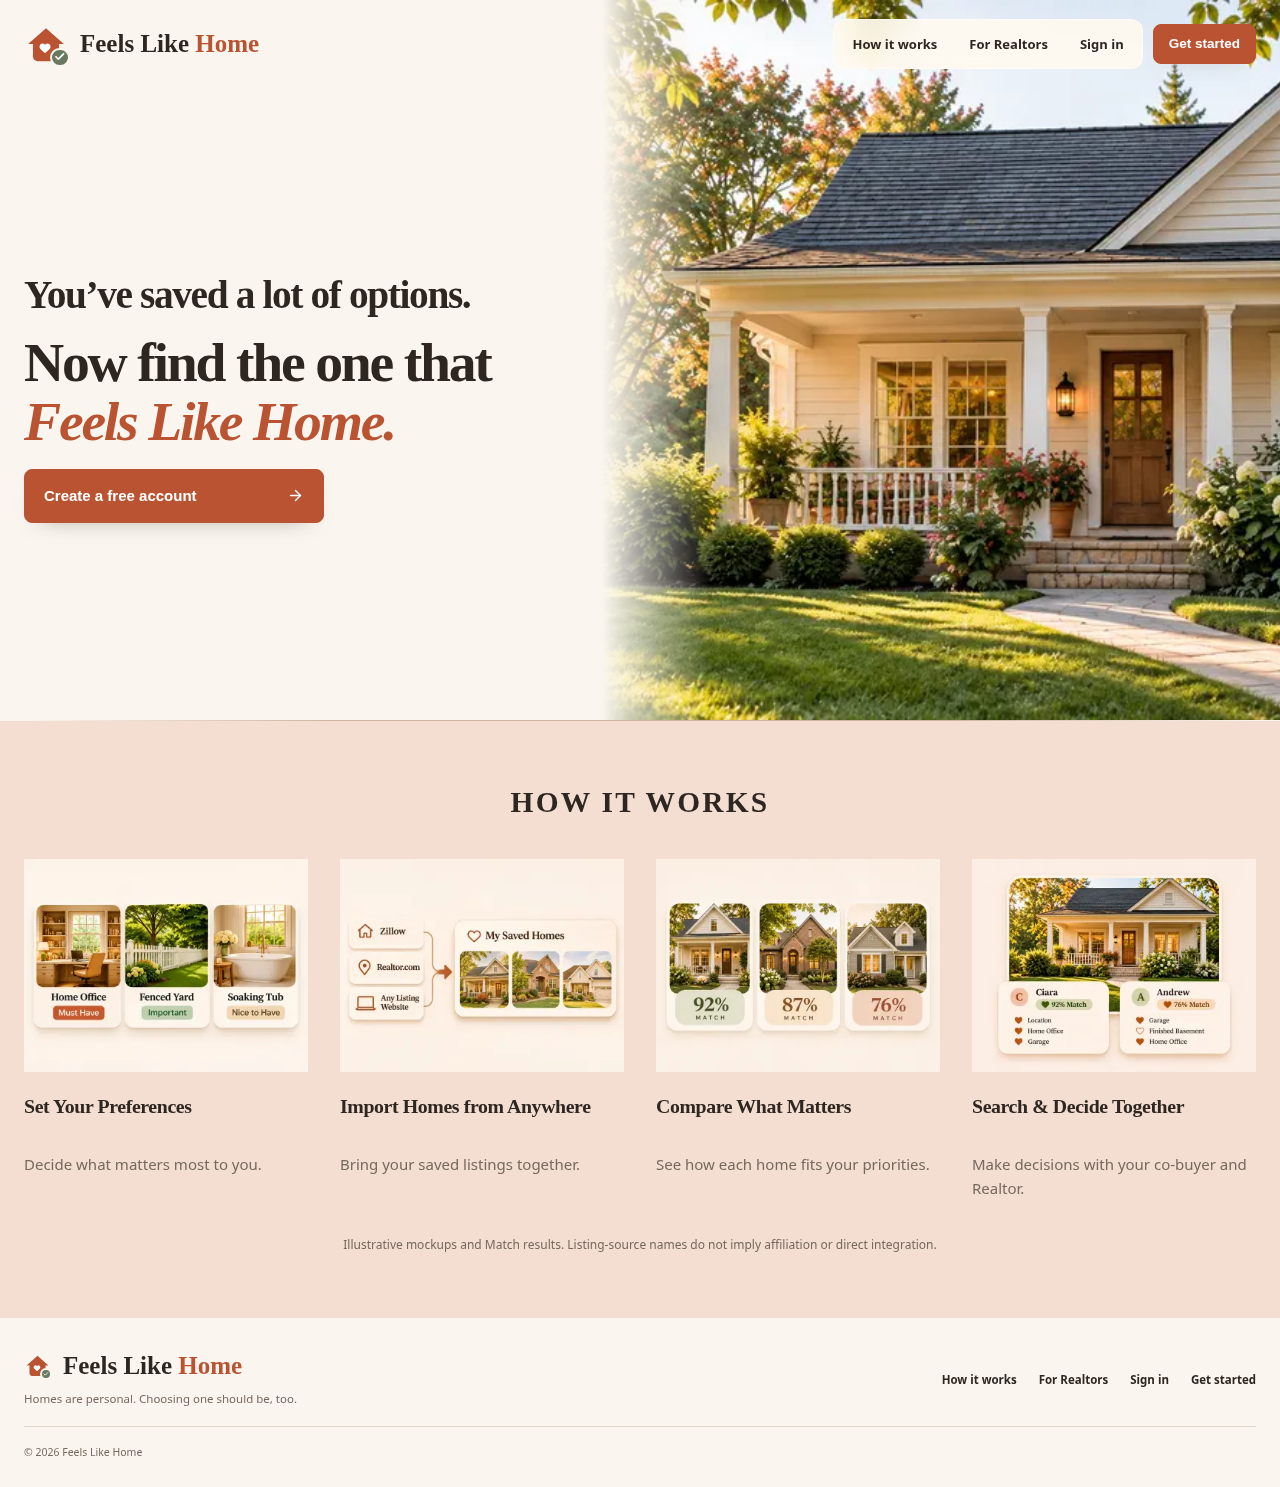 Feels Like Home
How it works
For Realtors
Sign in
Get started
You’ve saved a lot of options.
Now find the one that
Feels Like Home.
Create a free account
HOW IT WORKS
Home Office
Must Have
Fenced Yard
Important
Soaking Tub
Nice to Have
Zillow
Realtor.com
Any Listing
Website
My Saved Homes
92%
MATCH
87%
MATCH
76%
MATCH
C
Ciara
92% Match
Location
Home Office
Garage
A
Andrew
76% Match
Garage
Finished Basement
Home Office
Set Your Preferences
Decide what matters most to you.
Import Homes from Anywhere
Bring your saved listings together.
Compare What Matters
See how each home fits your priorities.
Search & Decide Together
Make decisions with your co-buyer and
Realtor.
Illustrative mockups and Match results. Listing-source names do not imply affiliation or direct integration.
Feels Like Home
Homes are personal. Choosing one should be, too.
How it works
For Realtors
Sign in
Get started
© 2026 Feels Like Home